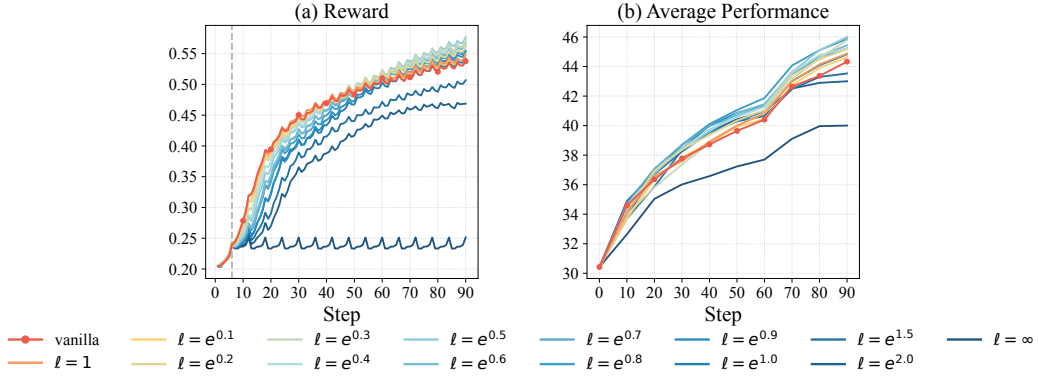 (a) Reward
(b) Average Performance
0.55
0.50
0.45
0.40
0.35
0.30
0.25
0.20
0 10 20 30 40 50 60 70 80 90
Step
46
44
42
40
38
36
34
32
30
0 10 20 30 40 50 60 70 80 90
Step
vanilla ℓ = e^0.1 ℓ = e^0.3 ℓ = e^0.5 ℓ = e^0.7 ℓ = e^0.9 ℓ = e^1.5 ℓ = ∞
ℓ = 1 ℓ = e^0.2 ℓ = e^0.4 ℓ = e^0.6 ℓ = e^0.8 ℓ = e^1.0 ℓ = e^2.0